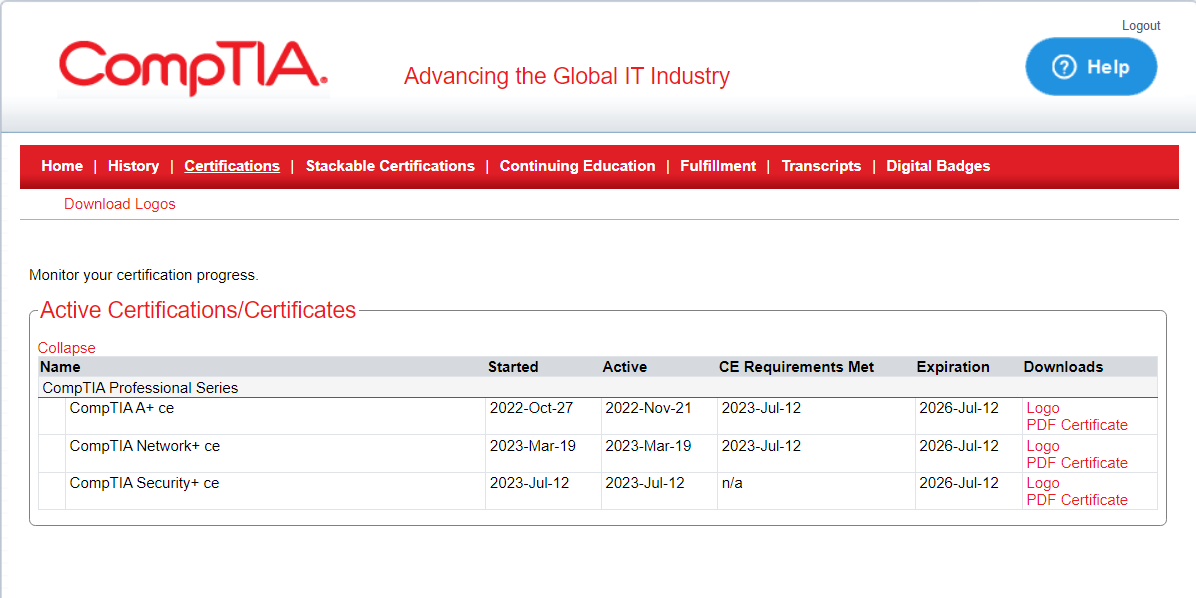 Logout
CompTIA.
Advancing the Global IT Industry
? Help
Home | History | Certifications | Stackable Certifications | Continuing Education | Fulfillment | Transcripts | Digital Badges
Download Logos
Monitor your certification progress.
Active Certifications/Certificates
Collapse
Name Started Active CE Requirements Met Expiration Downloads
CompTIA Professional Series
CompTIA A+ ce 2022-Oct-27 2022-Nov-21 2023-Jul-12 2026-Jul-12 Logo
PDF Certificate
CompTIA Network+ ce 2023-Mar-19 2023-Mar-19 2023-Jul-12 2026-Jul-12 Logo
PDF Certificate
CompTIA Security+ ce 2023-Jul-12 2023-Jul-12 n/a 2026-Jul-12 Logo
PDF Certificate